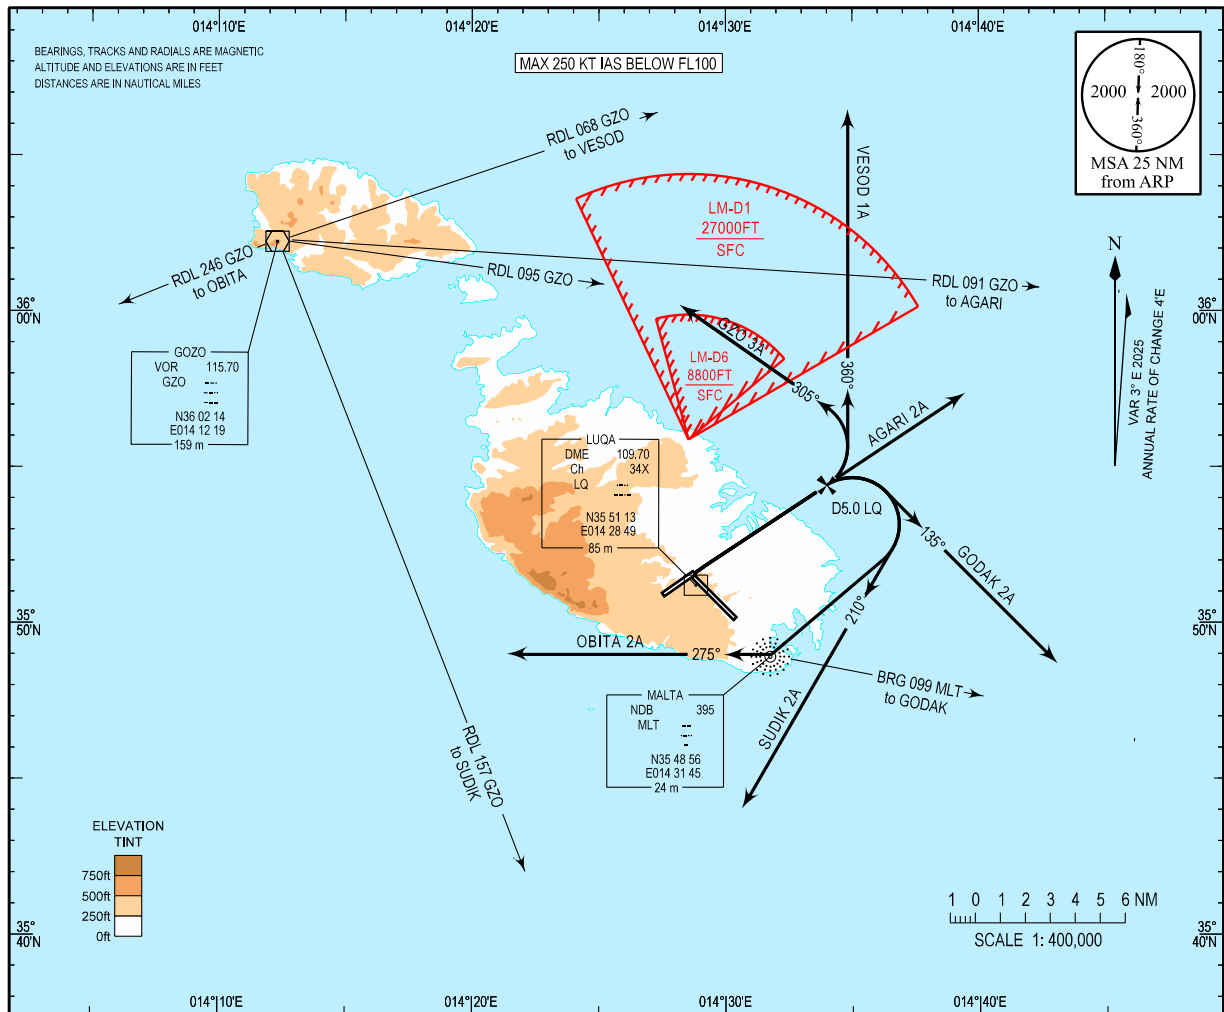 014°10'E
014°20'E
014°30'E
014°40'E
BEARINGS, TRACKS AND RADIALS ARE MAGNETIC
ALTITUDE AND ELEVATIONS ARE IN FEET
DISTANCES ARE IN NAUTICAL MILES
MAX 250 KT IAS BELOW FL100
180°
2000
2000
360°
MSA 25 NM
from ARP
RDL 068 GZO
to VESOD
VESOD 1A
LM-D1
27000FT
SFC
RDL 246 GZO
to OBITA
RDL 095 GZO
RDL 091 GZO
to AGARI
N
VAR 3° E 2025
ANNUAL RATE OF CHANGE 4'E
36°
00'N
36°
00'N
GZO 3A
LM-D6
8800FT
SFC
305°
360°
GOZO
VOR 115.70
GZO
N36 02 14
E014 12 19
159 m
AGARI 2A
LUQA
DME 109.70
Ch 34X
LQ
N35 51 13
E014 28 49
85 m
D5.0 LQ
135°
GODAK 2A
210°
35°
50'N
35°
50'N
OBITA 2A
275°
BRG 099 MLT
to GODAK
MALTA
NDB 395
MLT
N35 48 56
E014 31 45
24 m
SUDIK 2A
RDL 157 GZO
to SUDIK
ELEVATION
TINT
750ft
500ft
250ft
0ft
1 0 1 2 3 4 5 6 NM
SCALE 1: 400,000
35°
40'N
35°
40'N
014°10'E
014°20'E
014°30'E
014°40'E